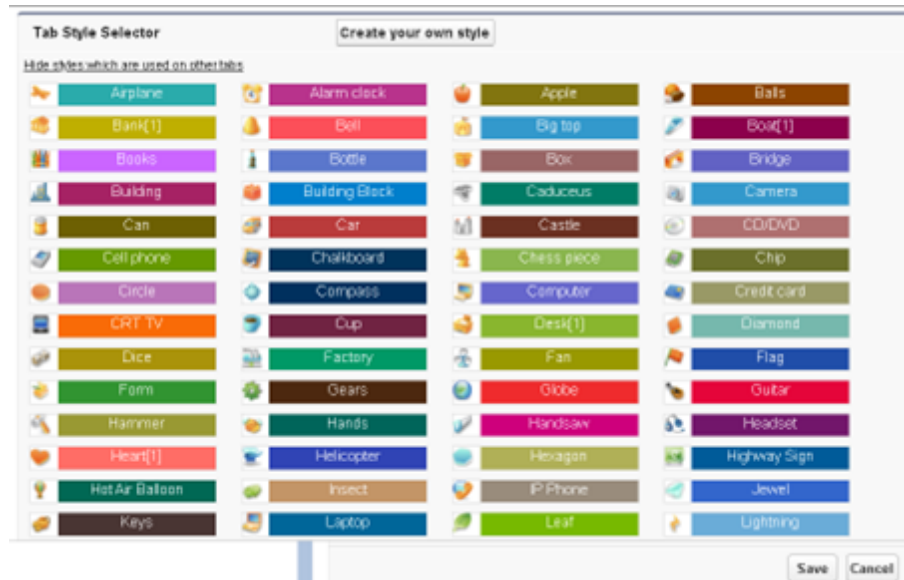 Tab Style Selector Create your own style
Hide styles which are used on other tabs
Airplane Alarm clock Apple Balls
Bank[1] Bell Big top Boat[1]
Books Bottle Box Bridge
Building Building Block Caduceus Camera
Can Car Castle CD/DVD
Cell phone Chalkboard Chess piece Chip
Circle Compass Computer Credit card
CRT TV Cup Desk[1] Diamond
Dice Factory Fan Flag
Form Gears Globe Guitar
Hammer Hands Handsaw Headset
Heart[1] Helicopter Hexagon Highway Sign
Hot Air Balloon Insect IP Phone Jewel
Keys Laptop Leaf Lightning
Save Cancel